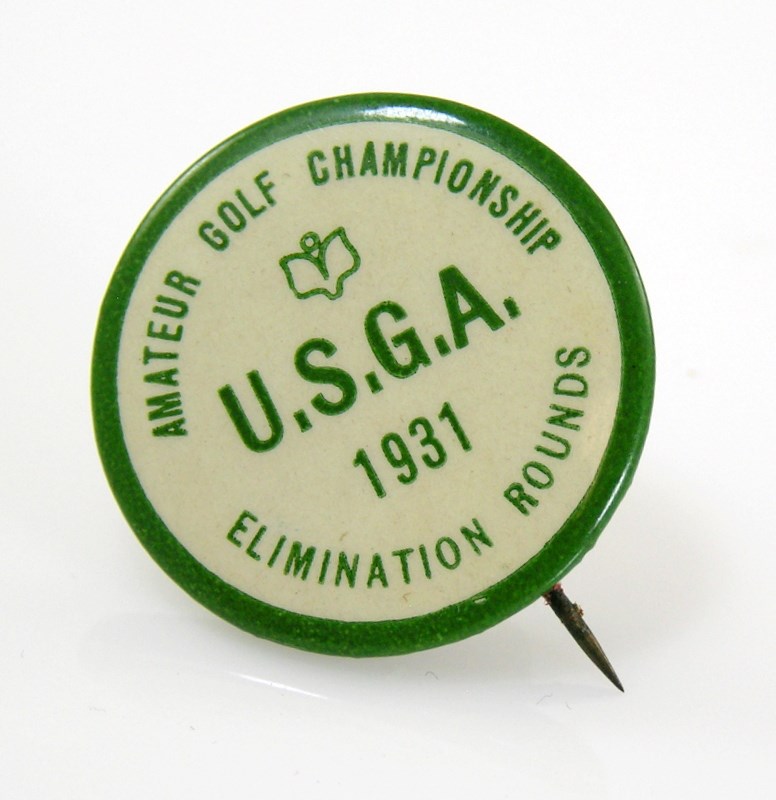 AMATEUR GOLF CHAMPIONSHIP
U.S.G.A.
1931
ELIMINATION ROUNDS